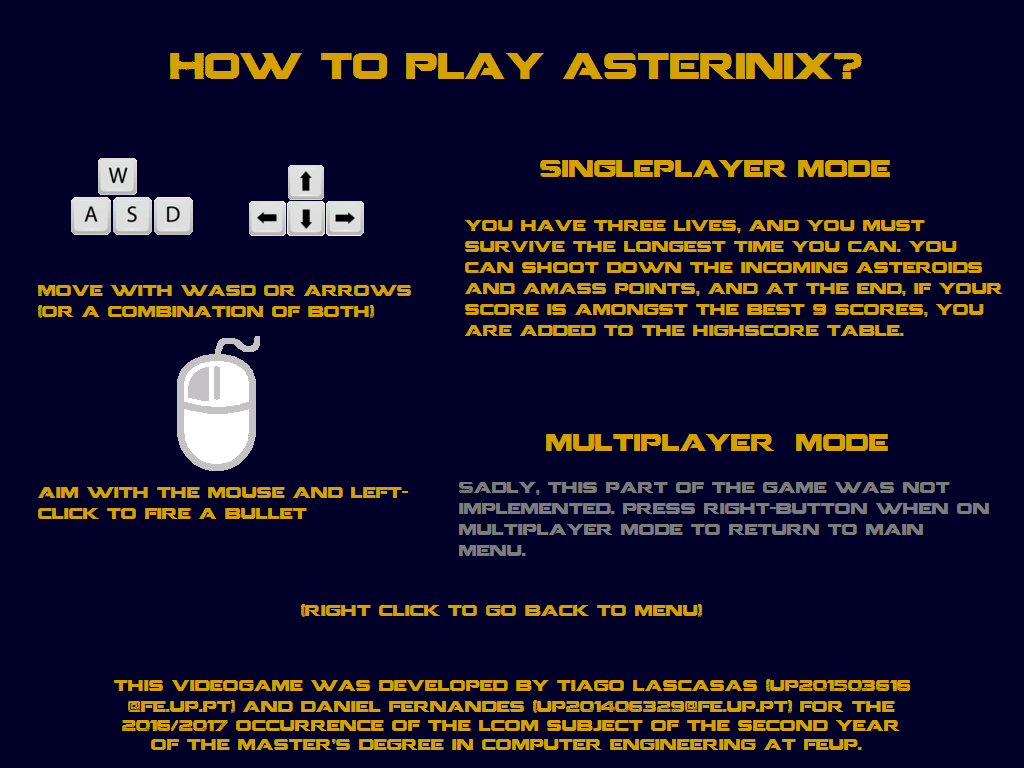 HOW TO PLAY ASTERINIX?
W
A S D
MOVE WITH WASD OR ARROWS
(OR A COMBINATION OF BOTH)
AIM WITH THE MOUSE AND LEFT-
CLICK TO FIRE A BULLET
SINGLEPLAYER MODE
YOU HAVE THREE LIVES, AND YOU MUST
SURVIVE THE LONGEST TIME YOU CAN. YOU
CAN SHOOT DOWN THE INCOMING ASTEROIDS
AND AMASS POINTS, AND AT THE END, IF YOUR
SCORE IS AMONGST THE BEST 9 SCORES, YOU
ARE ADDED TO THE HIGHSCORE TABLE.
MULTIPLAYER MODE
SADLY, THIS PART OF THE GAME WAS NOT
IMPLEMENTED. PRESS RIGHT-BUTTON WHEN ON
MULTIPLAYER MODE TO RETURN TO MAIN
MENU.
(RIGHT CLICK TO GO BACK TO MENU)
THIS VIDEOGAME WAS DEVELOPED BY TIAGO LASCASAS (UP201503616
@FE.UP.PT) AND DANIEL FERNANDES (UP201406329@FE.UP.PT) FOR THE
2016/2017 OCCURRENCE OF THE LCOM SUBJECT OF THE SECOND YEAR
OF THE MASTER'S DEGREE IN COMPUTER ENGINEERING AT FEUP.